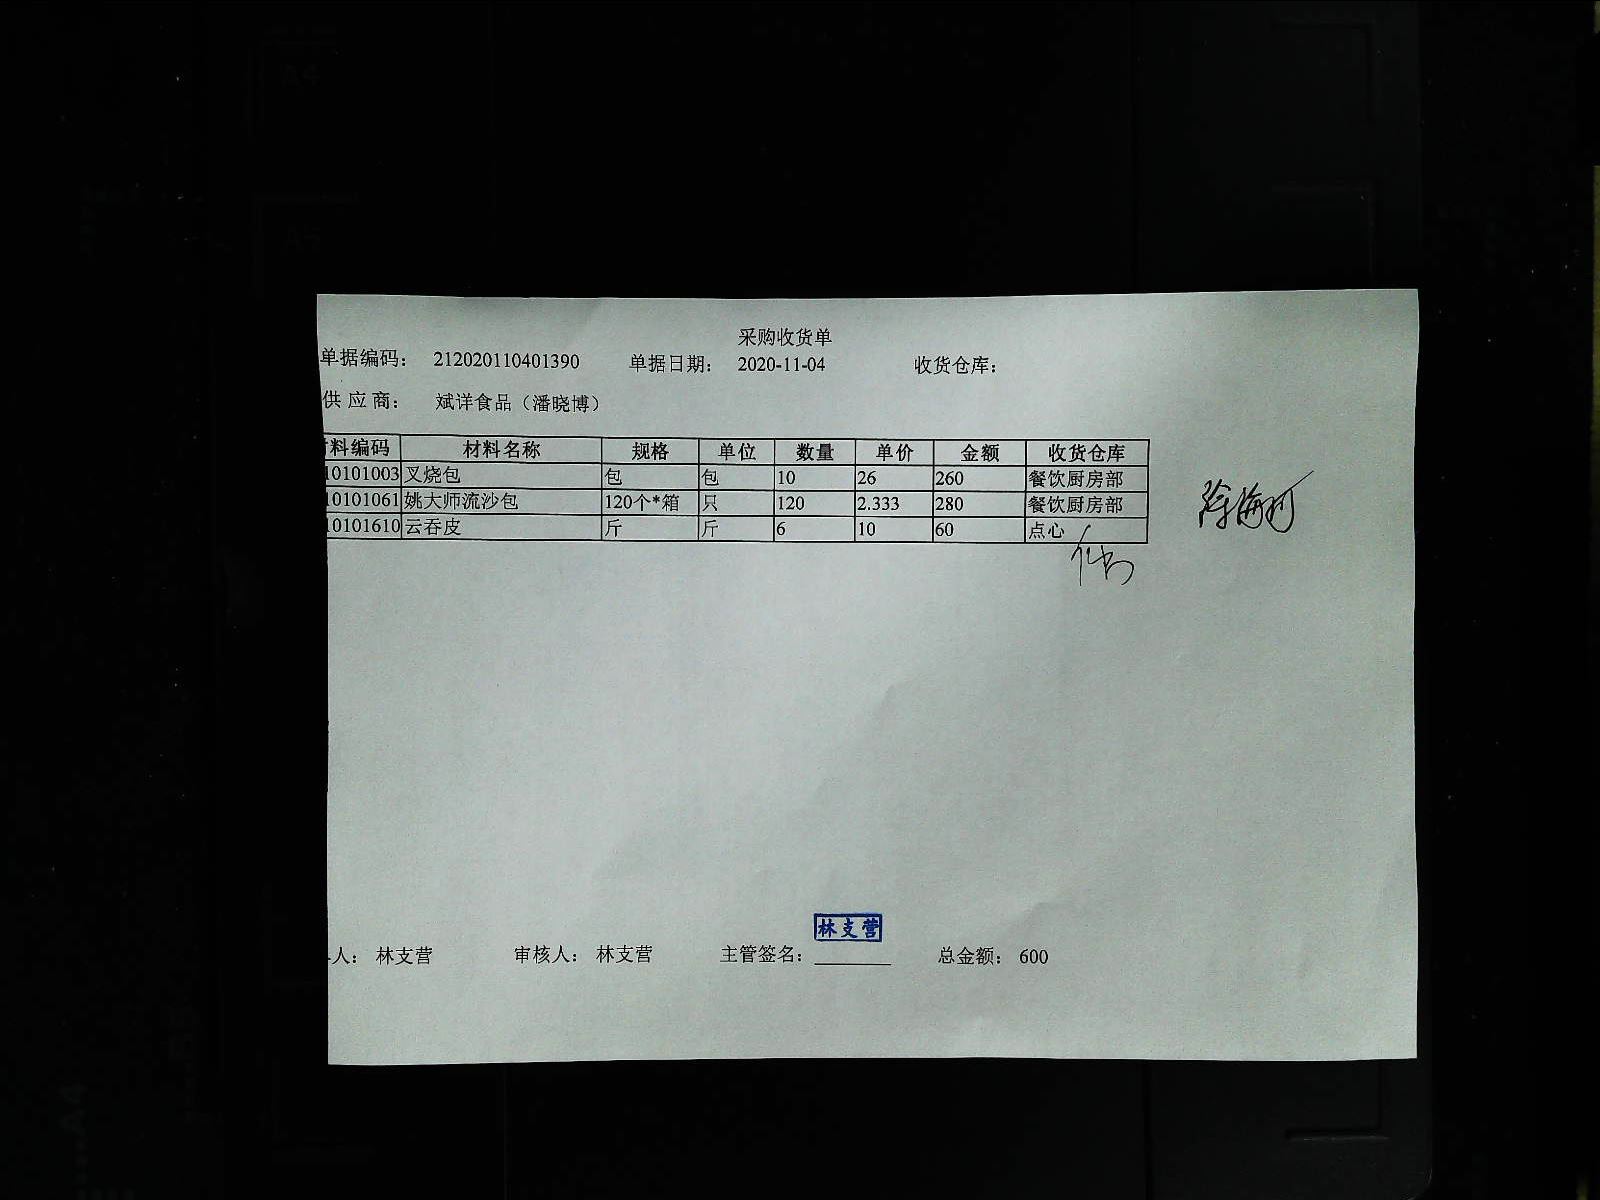 采购收货单
单据编码： 212020110401390 单据日期： 2020-11-04 收货仓库：
供 应 商： 斌详食品（潘晓博）
材料编码 材料名称 规格 单位 数量 单价 金额 收货仓库
10101003 叉烧包 包 包 10 26 260 餐饮厨房部
10101061 姚大师流沙包 120个*箱 只 120 2.333 280 餐饮厨房部
10101610 云吞皮 斤 斤 6 10 60 点心
林支营
人： 林支营 审核人： 林支营 主管签名： 总金额： 600